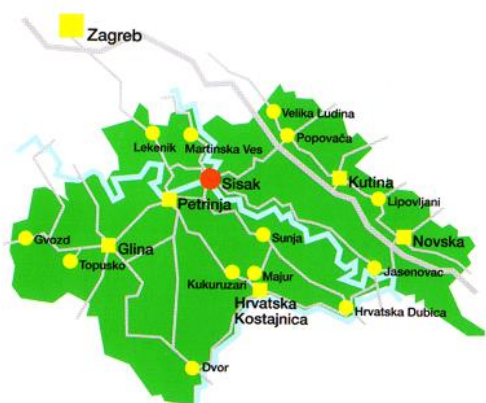 Zagreb
Velika Ludina
Popovača
Lekenik
Martinska Ves
Sisak
Kutina
Petrinja
Lipovljani
Gvozd
Glina
Sunja
Novska
Topusko
Jasenovac
Kukuruzari
Majur
Hrvatska
Kostajnica
Hrvatska Dubica
Dvor